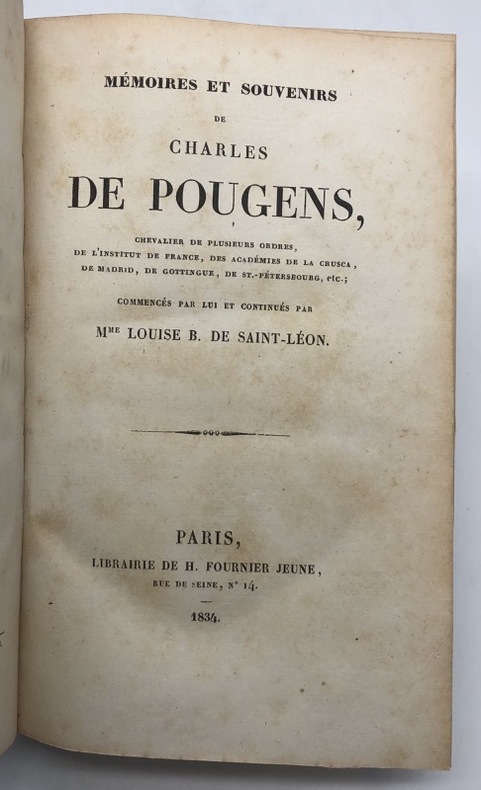 MÉMOIRES ET SOUVENIRS
DE
CHARLES
DE POUGENS,
CHEVALIER DE PLUSIEURS ORDRES,
DE L'INSTITUT DE FRANCE, DES ACADÉMIES DE LA CRUSCA,
DE MADRID, DE GOTTINGUE, DE ST.-PÉTERSBOURG, etc.;
COMMENCÉS PAR LUI ET CONTINUÉS PAR
MME LOUISE B. DE SAINT-LÉON.
PARIS,
LIBRAIRIE DE H. FOURNIER JEUNE,
RUE DE SEINE, N° 14.
1834.